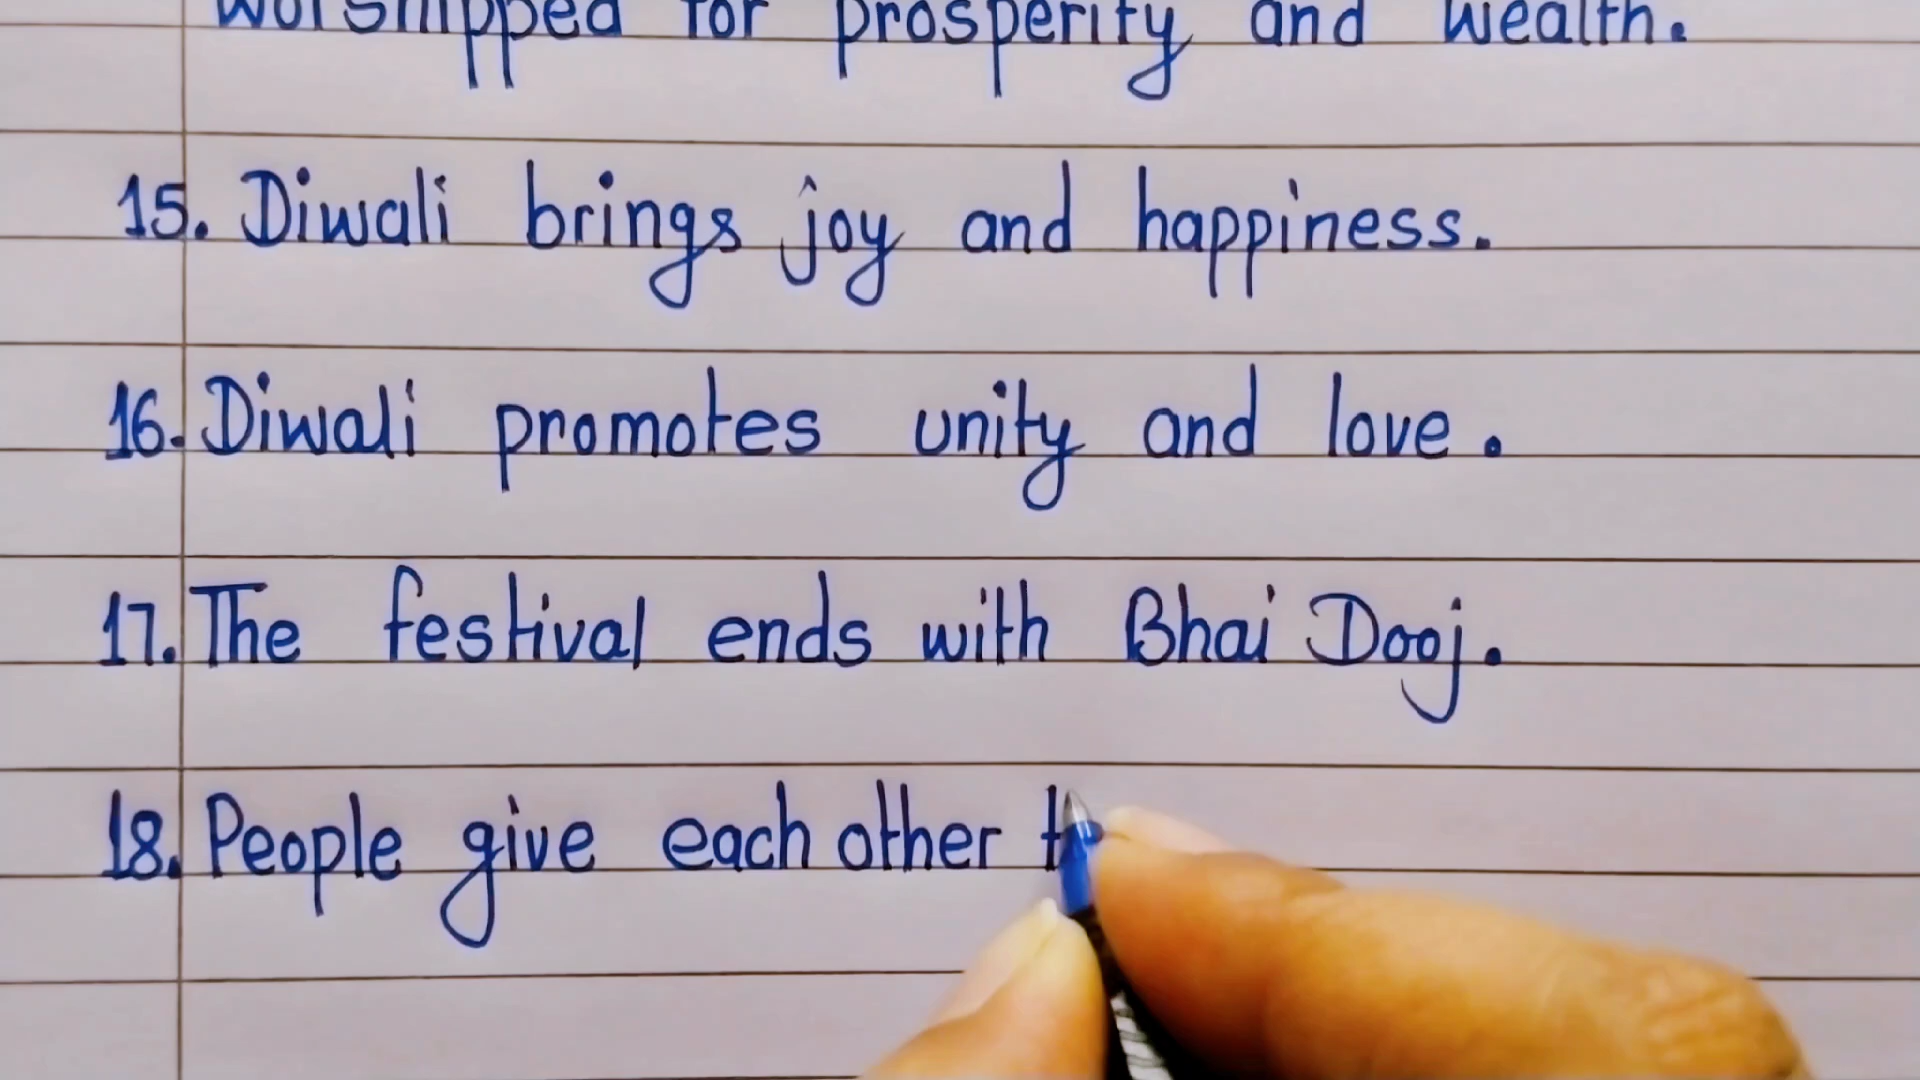 worshipped for prosperity and wealth.
15. Diwali brings joy and happiness.
16. Diwali promotes unity and love.
17. The festival ends with Bhai Dooj.
18. People give each other t